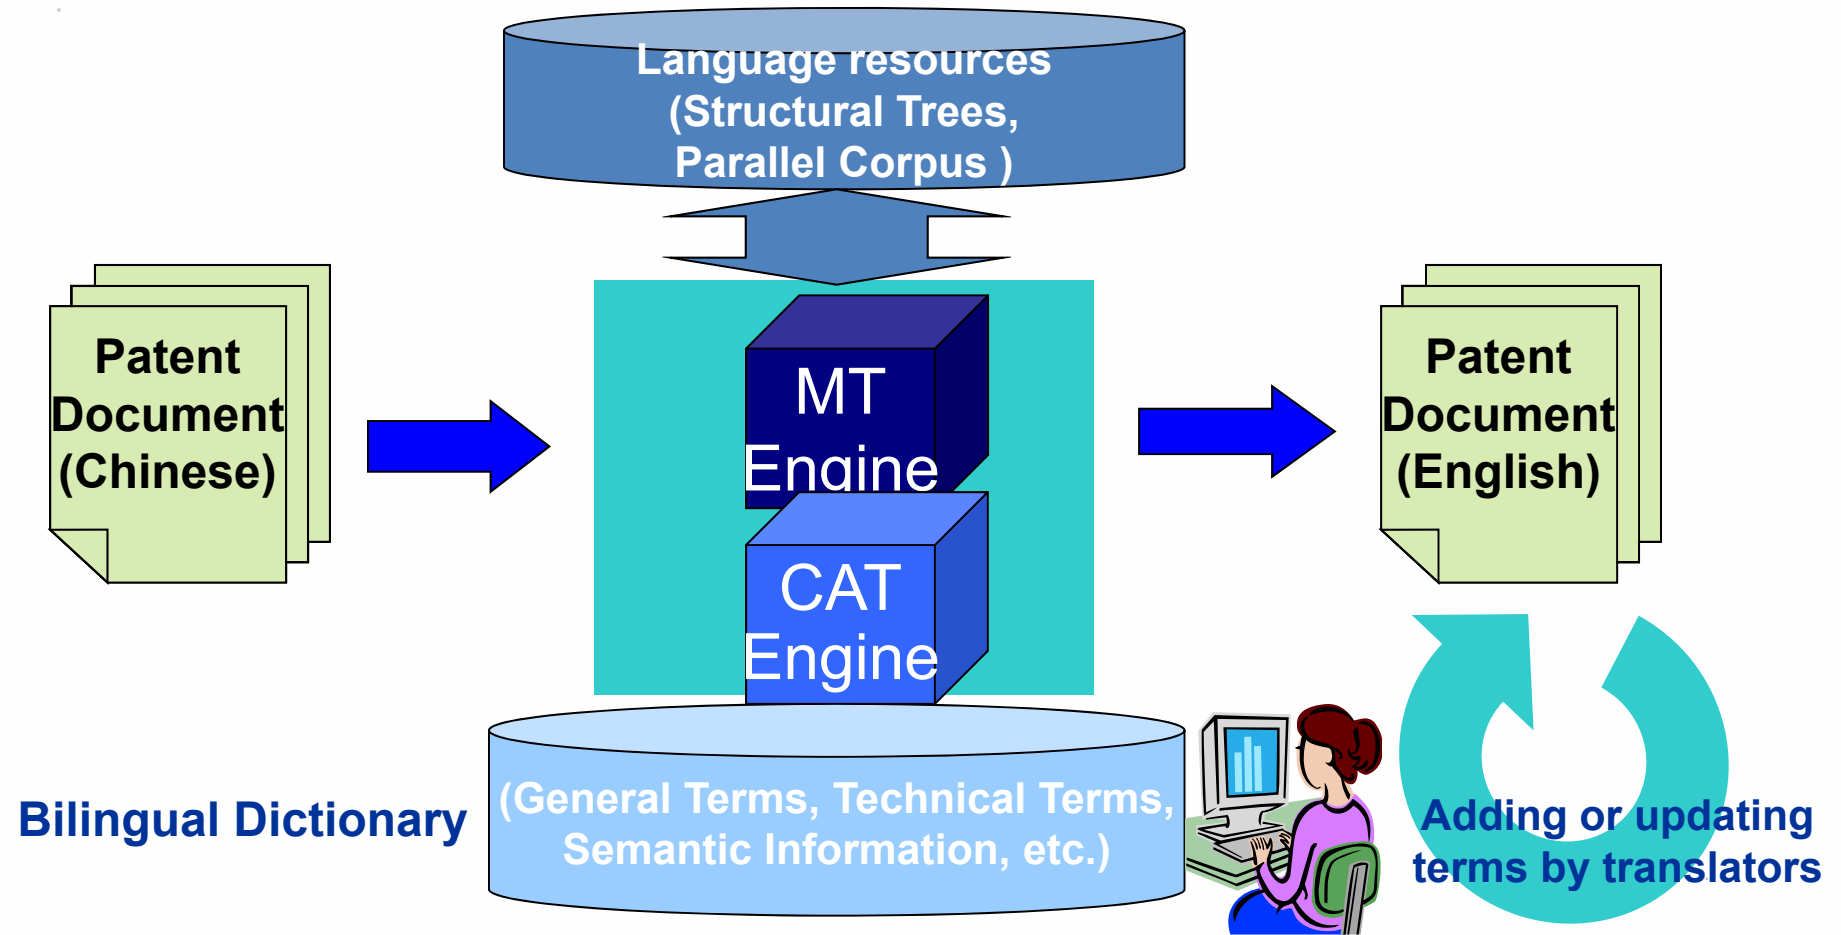 Language resources
(Structural Trees,
Parallel Corpus )
Patent
Document
(Chinese)
MT
Engine
CAT
Engine
Patent
Document
(English)
Bilingual Dictionary
(General Terms, Technical Terms,
Semantic Information, etc.)
Adding or updating
terms by translators